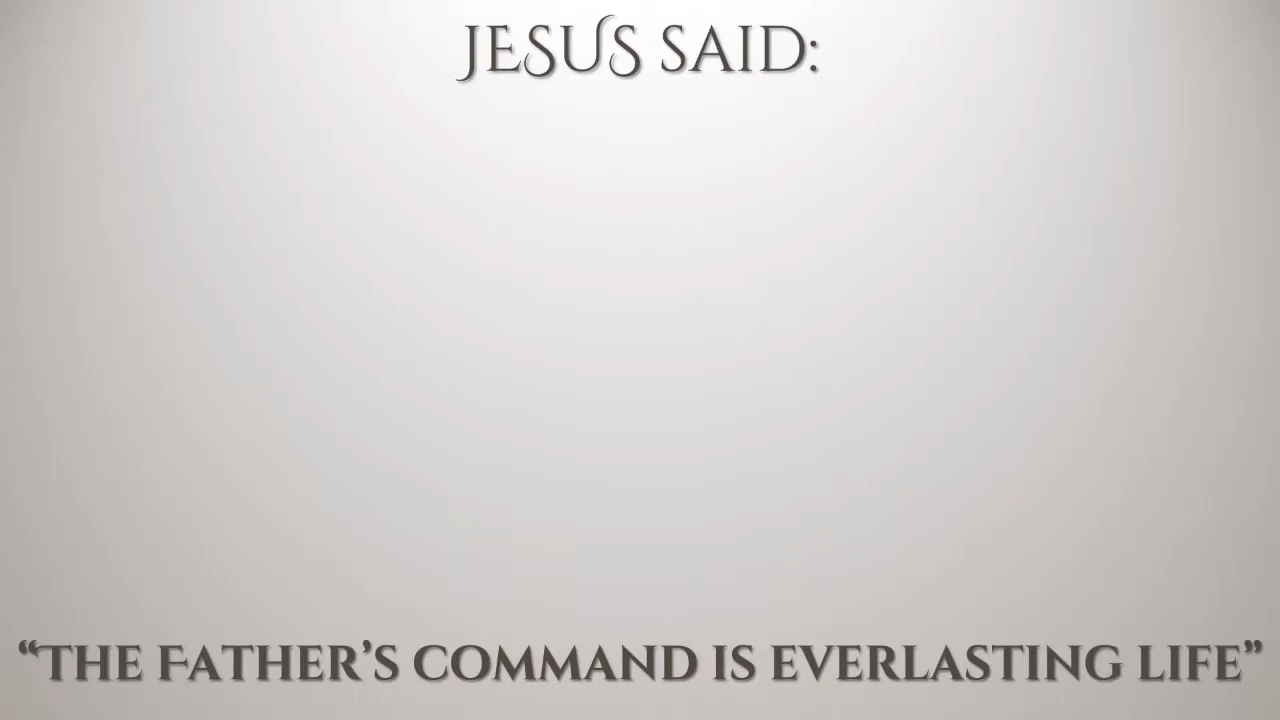 JESUS SAID:
“THE FATHER’S COMMAND IS EVERLASTING LIFE”